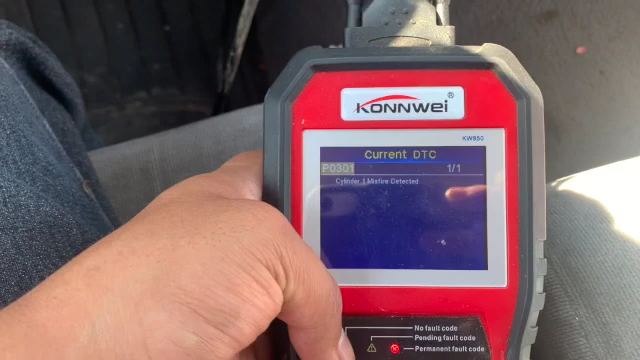 KONNWEI®
KW850
Current DTC
P0301 1/1
Cylinder 1 Misfire Detected
No fault code
Pending fault code
Permanent fault code